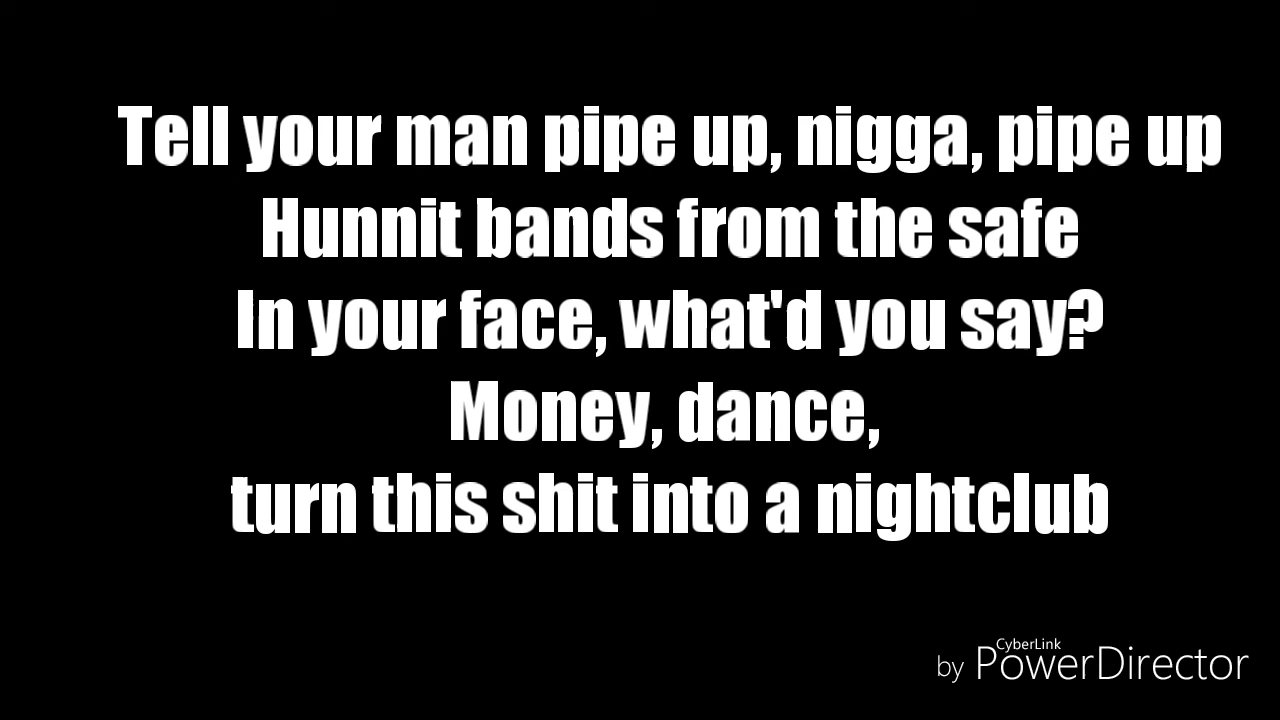 Tell your man pipe up, nigga, pipe up
Hunnit bands from the safe
In your face, what'd you say?
Money, dance,
turn this shit into a nightclub
CyberLink
by PowerDirector